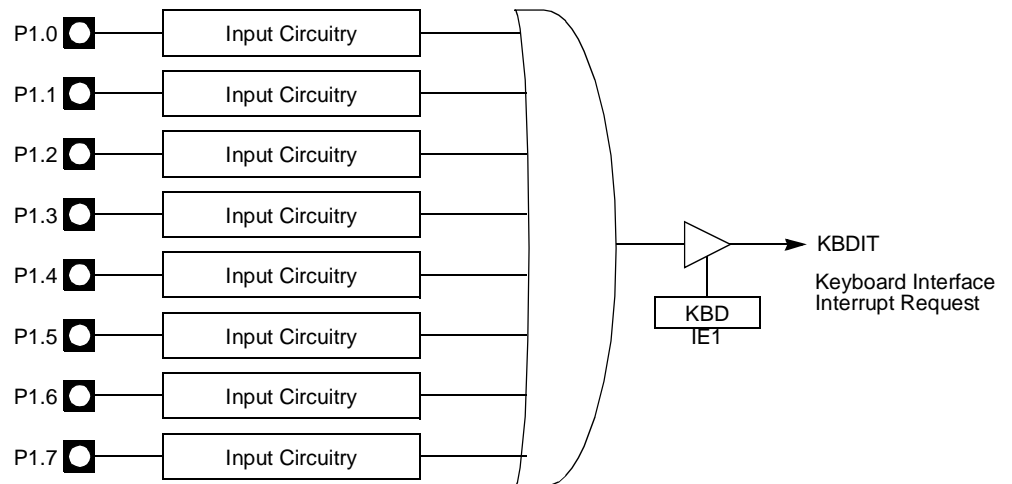 P1.0 Input Circuitry
P1.1 Input Circuitry
P1.2 Input Circuitry
P1.3 Input Circuitry
P1.4 Input Circuitry
P1.5 Input Circuitry
P1.6 Input Circuitry
P1.7 Input Circuitry
KBDIT
Keyboard Interface
Interrupt Request
KBD
IE1